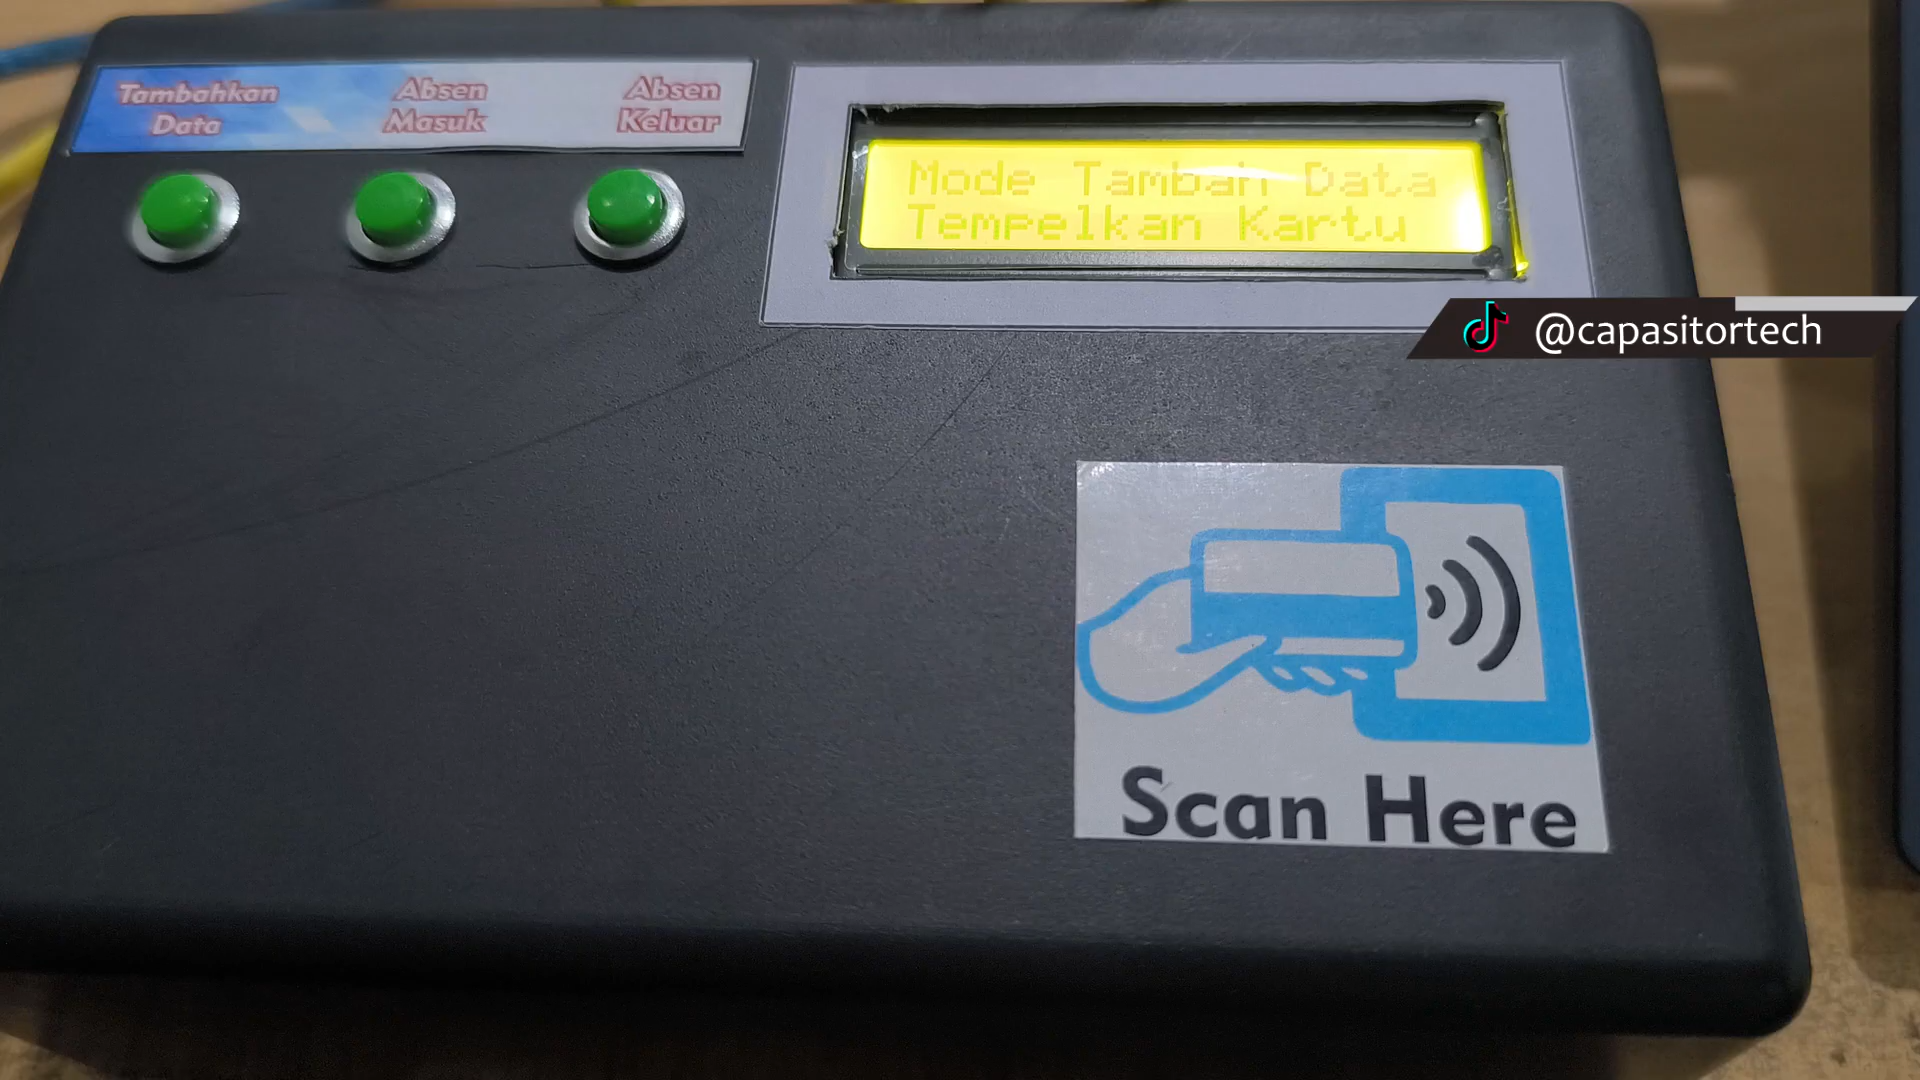 Tambahkan
Data
Absen
Masuk
Absen
Keluar
Mode Tambah Data
Tempelkan Kartu
@capasitortech
Scan Here